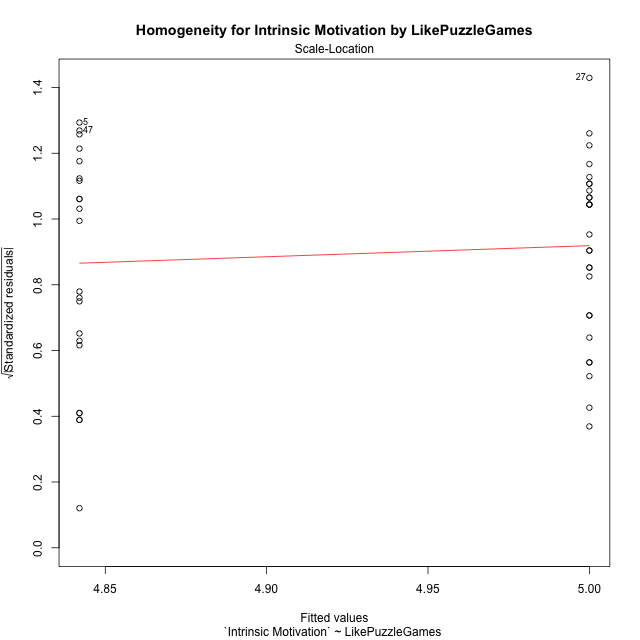 Homogeneity for Intrinsic Motivation by LikePuzzleGames
Scale-Location
27
5
47
1.4
1.2
1.0
0.8
0.6
0.4
0.2
0.0
√|Standardized residuals|
4.85 4.90 4.95 5.00
Fitted values
`Intrinsic Motivation` ~ LikePuzzleGames